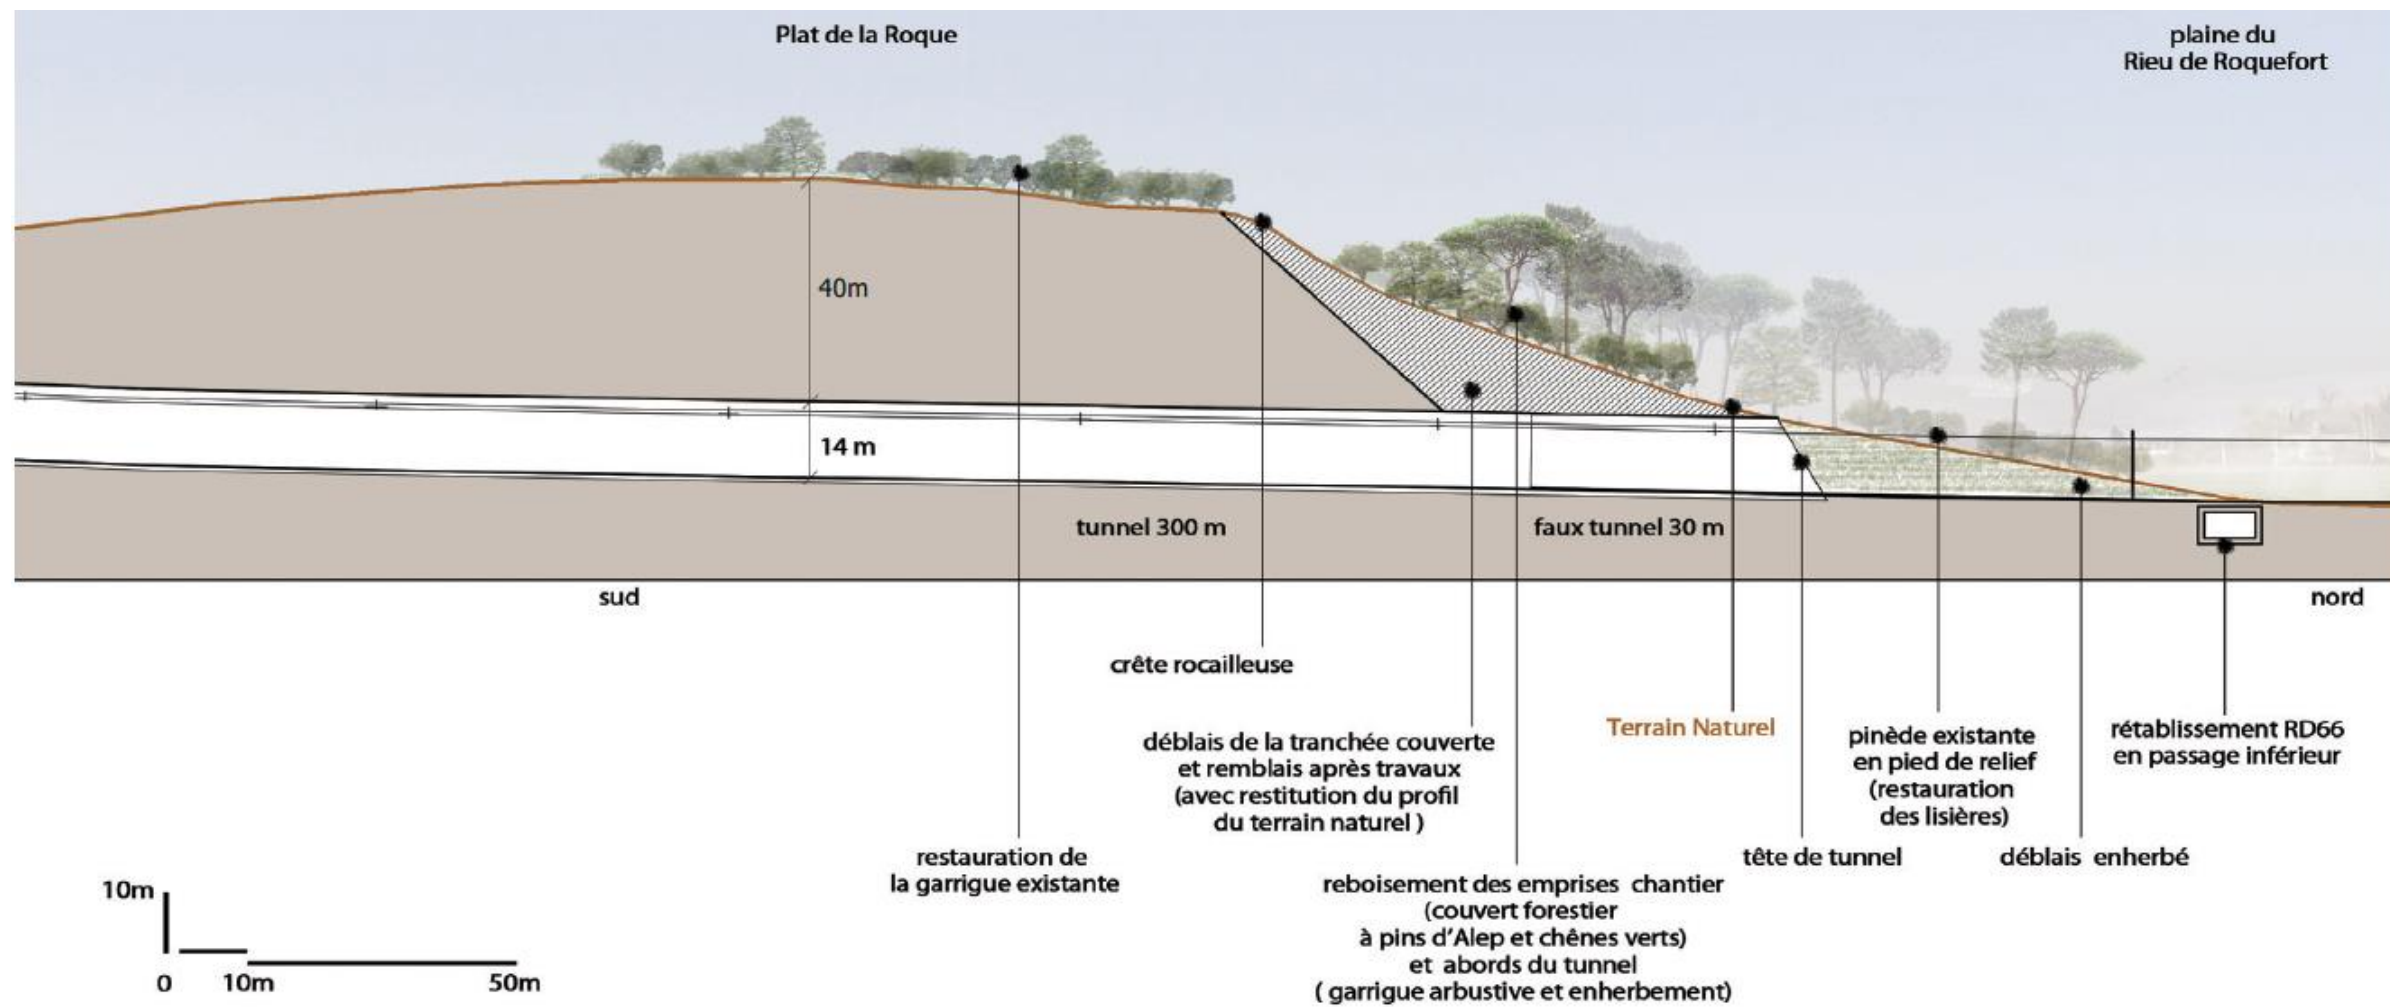 Plat de la Roque
plaine du
Rieu de Roquefort
40m
14 m
tunnel 300 m
faux tunnel 30 m
sud
nord
crête rocailleuse
déblais de la tranchée couverte
et remblais après travaux
(avec restitution du profil
du terrain naturel )
Terrain Naturel
pinède existante
en pied de relief
(restauration
des lisières)
rétablissement RD66
en passage inférieur
restauration de
la garrigue existante
reboisement des emprises chantier
(couvert forestier
à pins d'Alep et chênes verts)
et abords du tunnel
( garrigue arbustive et enherbement)
tête de tunnel
déblais enherbé
10m
0
10m
50m